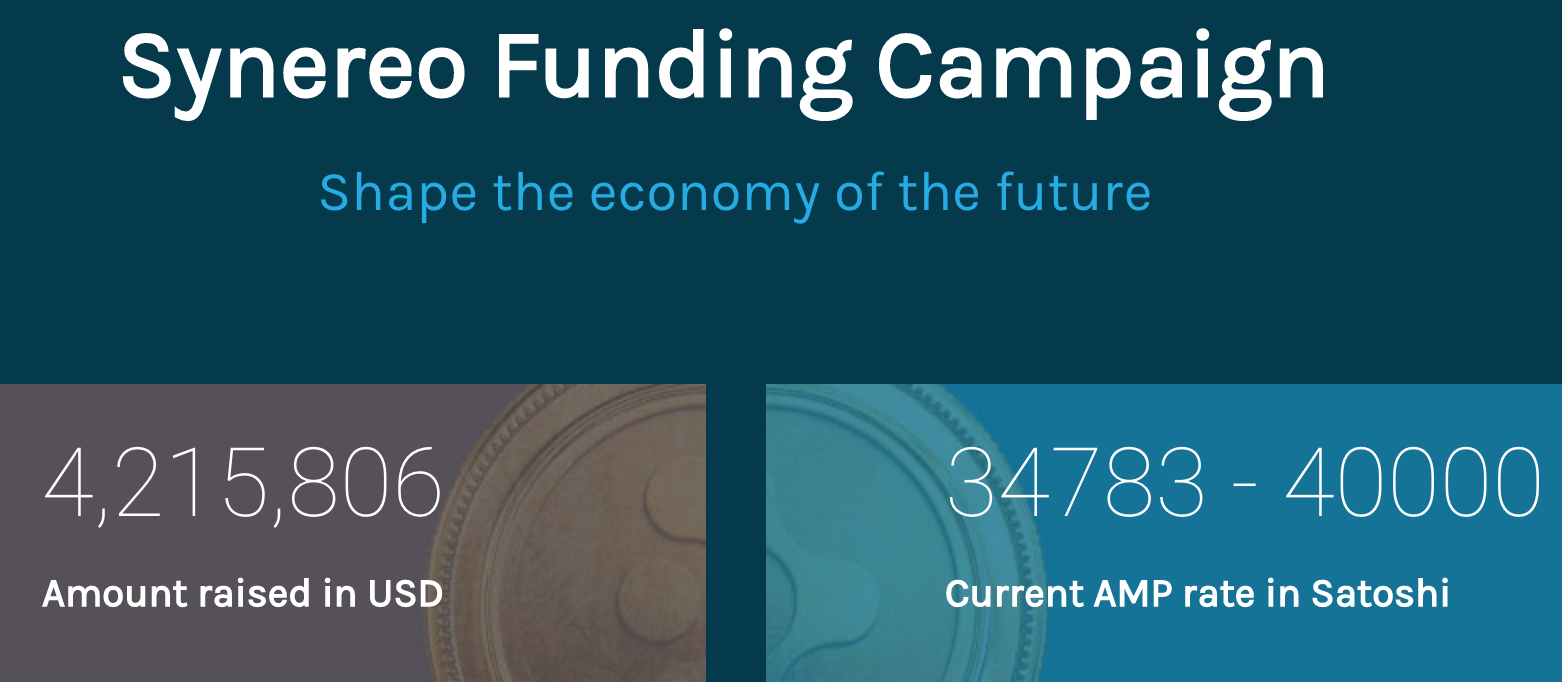 Synereo Funding Campaign
Shape the economy of the future
4,215,806
Amount raised in USD
34783 - 40000
Current AMP rate in Satoshi